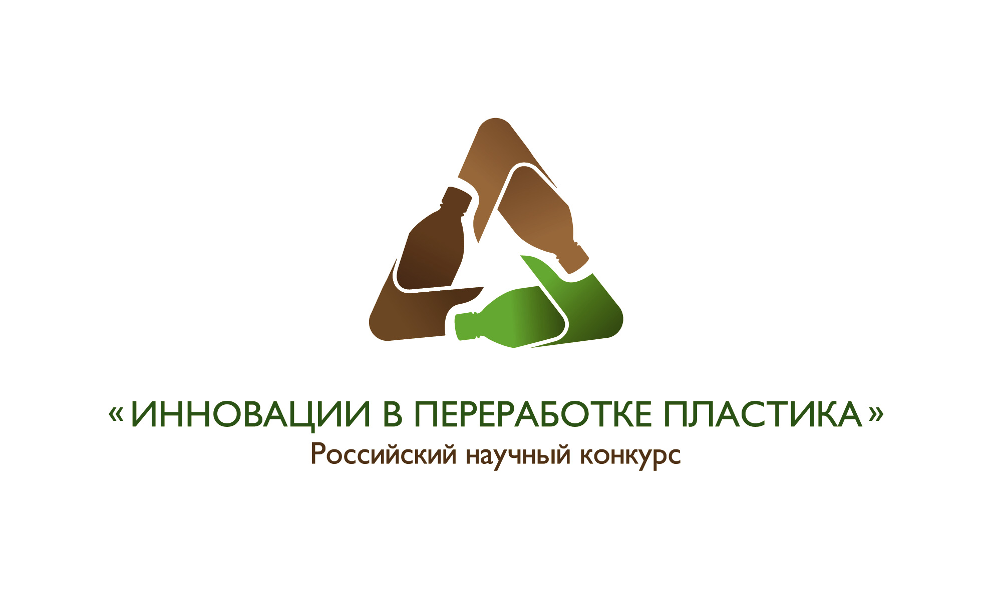 « ИННОВАЦИИ В ПЕРЕРАБОТКЕ ПЛАСТИКА »
Российский научный конкурс